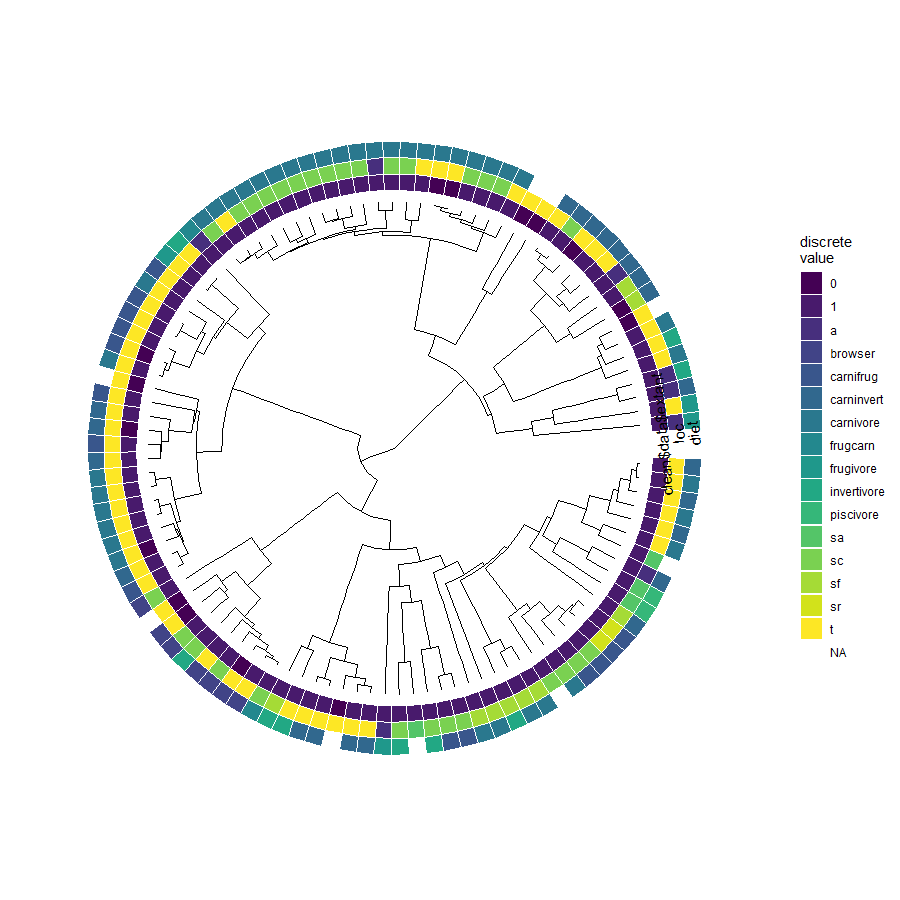 discrete
value
0
1
a
browser
carnifrug
carninvert
carnivore
frugcarn
frugivore
invertivore
piscivore
sa
sc
sf
sr
t
NA
loc
diet